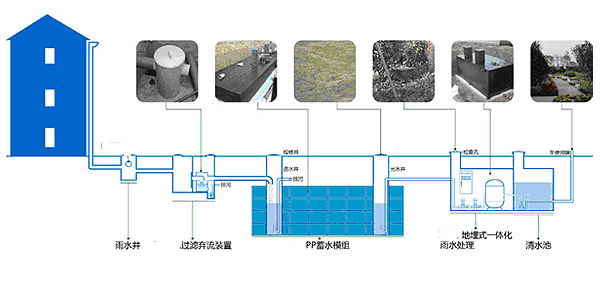 检修井
进水井
排污
出水井
检查孔
排污
雨水井
过滤弃流装置
PP蓄水模组
地埋式一体化
雨水处理
清水池